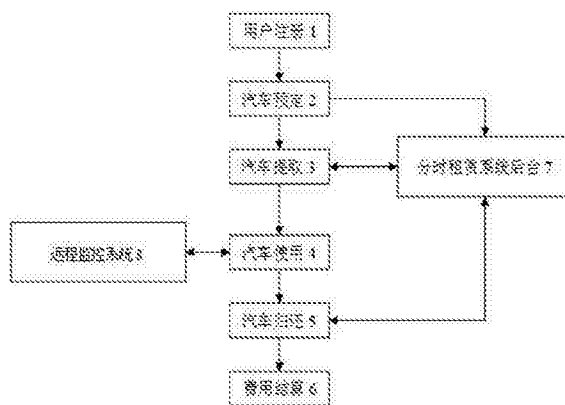 用户注册 1
汽车预定 2
汽车提取 3
分时租赁系统后台 7
远程监控系统 8
汽车使用 4
汽车归还 5
费用结算 6